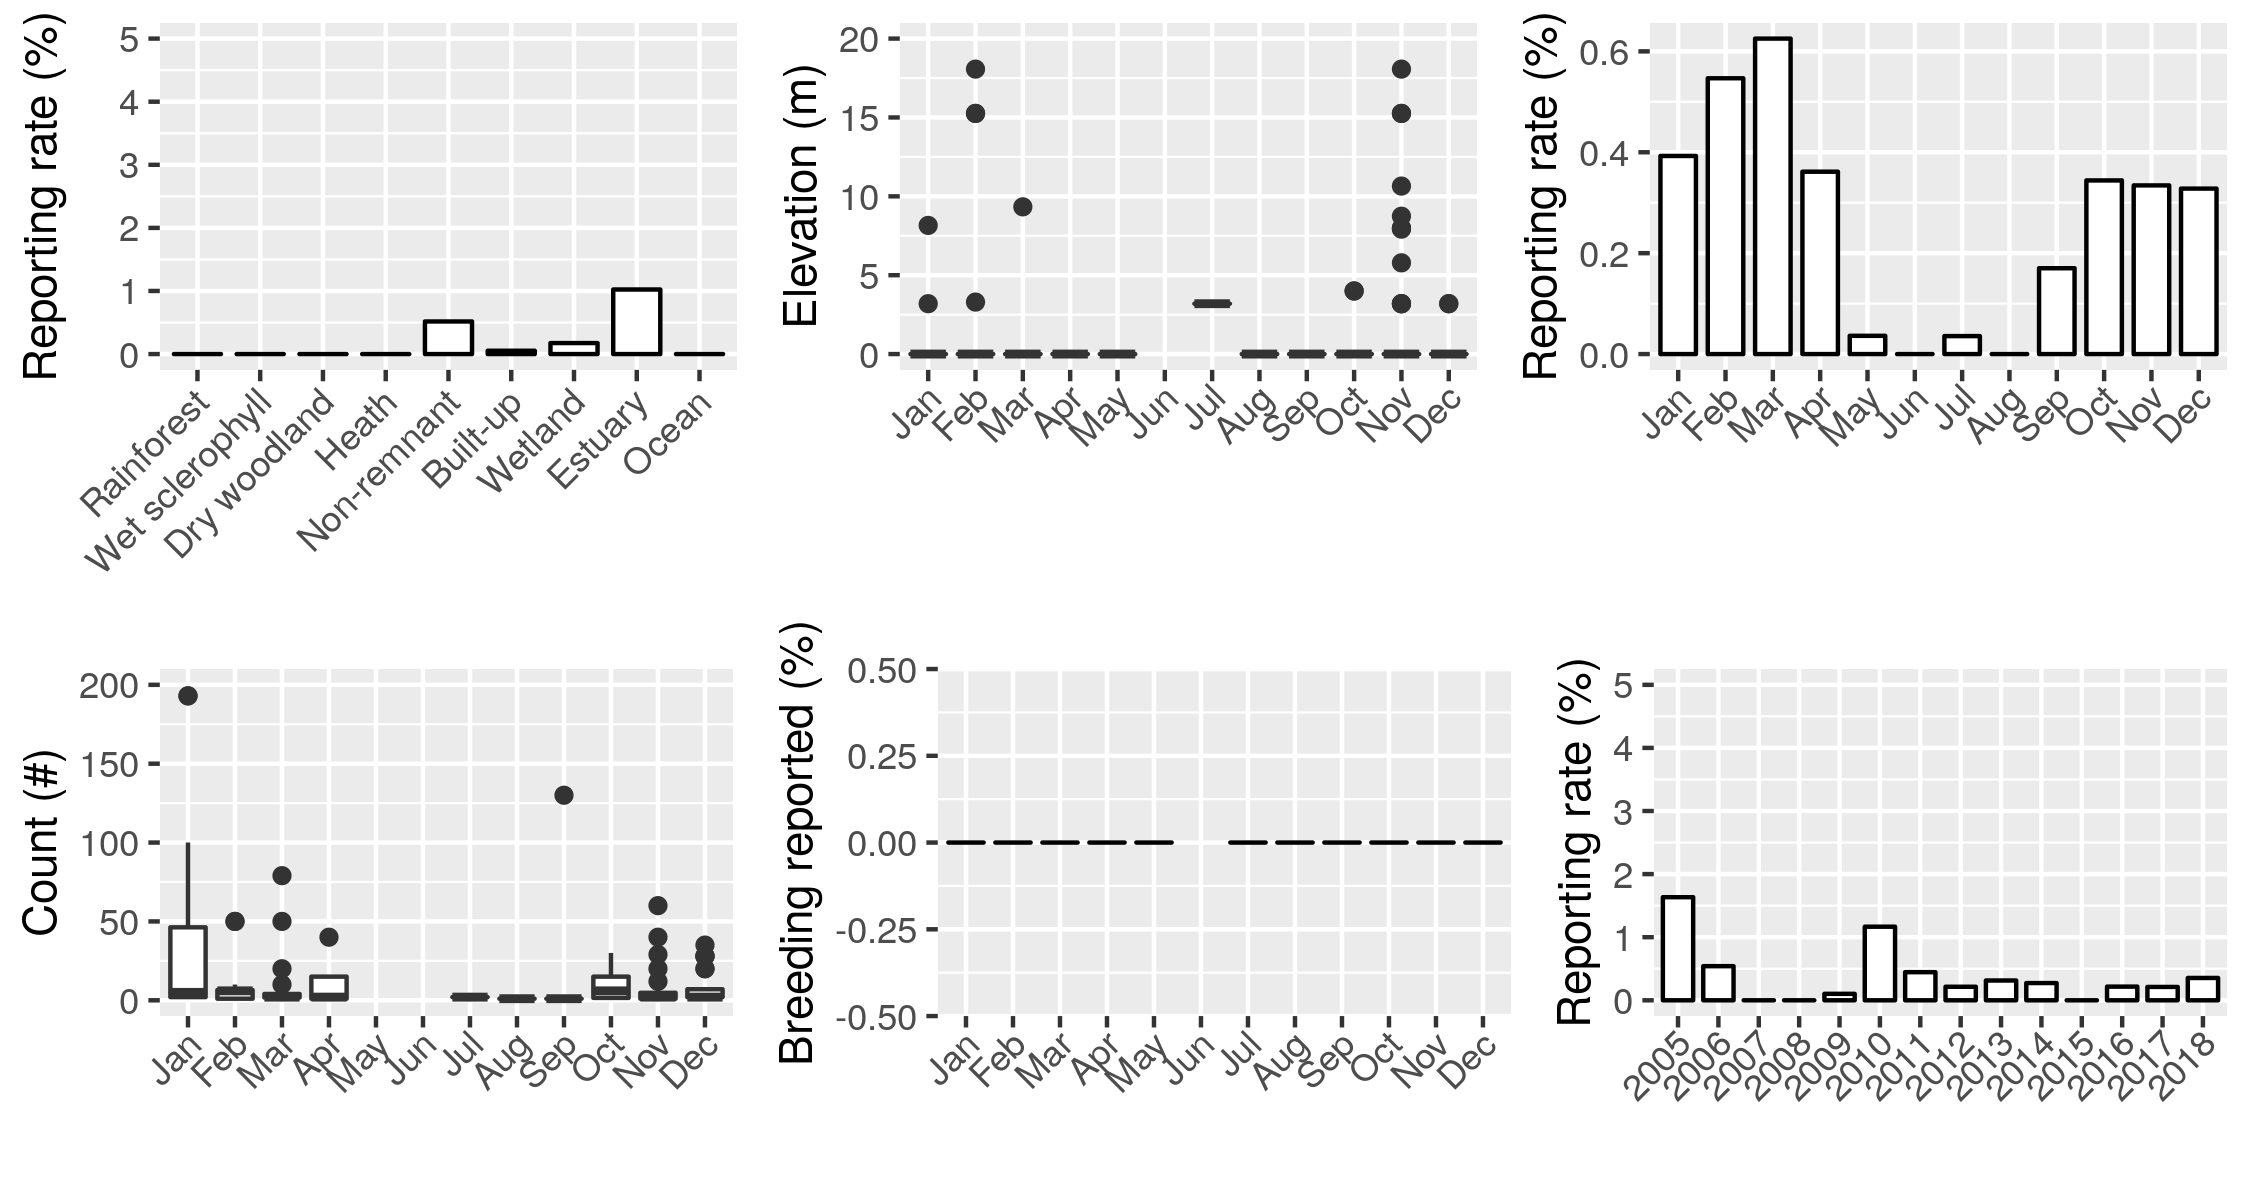 Reporting rate (%)
5
4
3
2
1
0
Rainforest
Wet sclerophyll
Dry woodland
Heath
Non-remnant
Built-up
Wetland
Estuary
Ocean
Elevation (m)
20
15
10
5
0
Jan
Feb
Mar
Apr
May
Jun
Jul
Aug
Sep
Oct
Nov
Dec
Reporting rate (%)
0.6
0.4
0.2
0.0
Jan
Feb
Mar
Apr
May
Jun
Jul
Aug
Sep
Oct
Nov
Dec
Count (#)
200
150
100
50
0
Jan
Feb
Mar
Apr
May
Jun
Jul
Aug
Sep
Oct
Nov
Dec
Breeding reported (%)
0.50
0.25
0.00
-0.25
-0.50
Jan
Feb
Mar
Apr
May
Jun
Jul
Aug
Sep
Oct
Nov
Dec
Reporting rate (%)
5
4
3
2
1
0
2005
2006
2007
2008
2009
2010
2011
2012
2013
2014
2015
2016
2017
2018